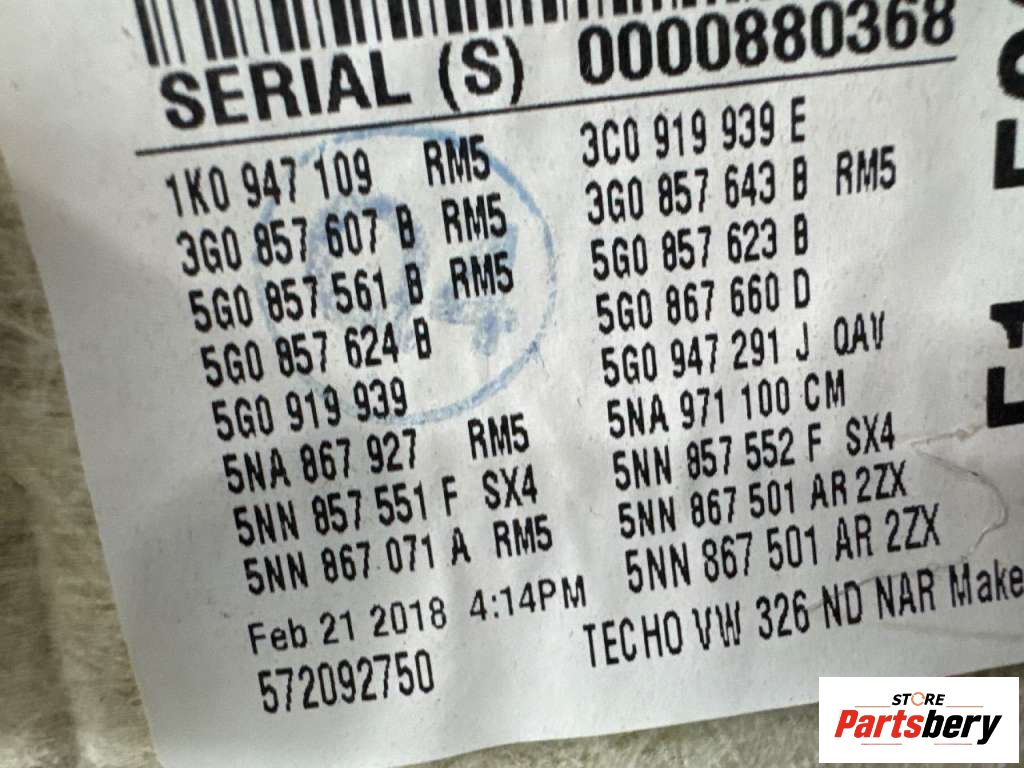 SERIAL (S) 0000880368
1K0 947 109 RM5
3G0 857 607 B RM5
5G0 857 561 B RM5
5G0 857 624 B
5G0 919 939
5NA 867 927 RM5
5NN 857 551 F SX4
5NN 867 071 A RM5
Feb 21 2018 4:14PM
572092750
3C0 919 939 E
3G0 857 643 B RM5
5G0 857 623 B
5G0 867 660 D
5G0 947 291 J QAV
5NA 971 100 CM
5NN 857 552 F SX4
5NN 867 501 AR 2ZX
5NN 867 501 AR 2ZX
TECHO VW 326 ND NAR Make
STORE
Partsbery